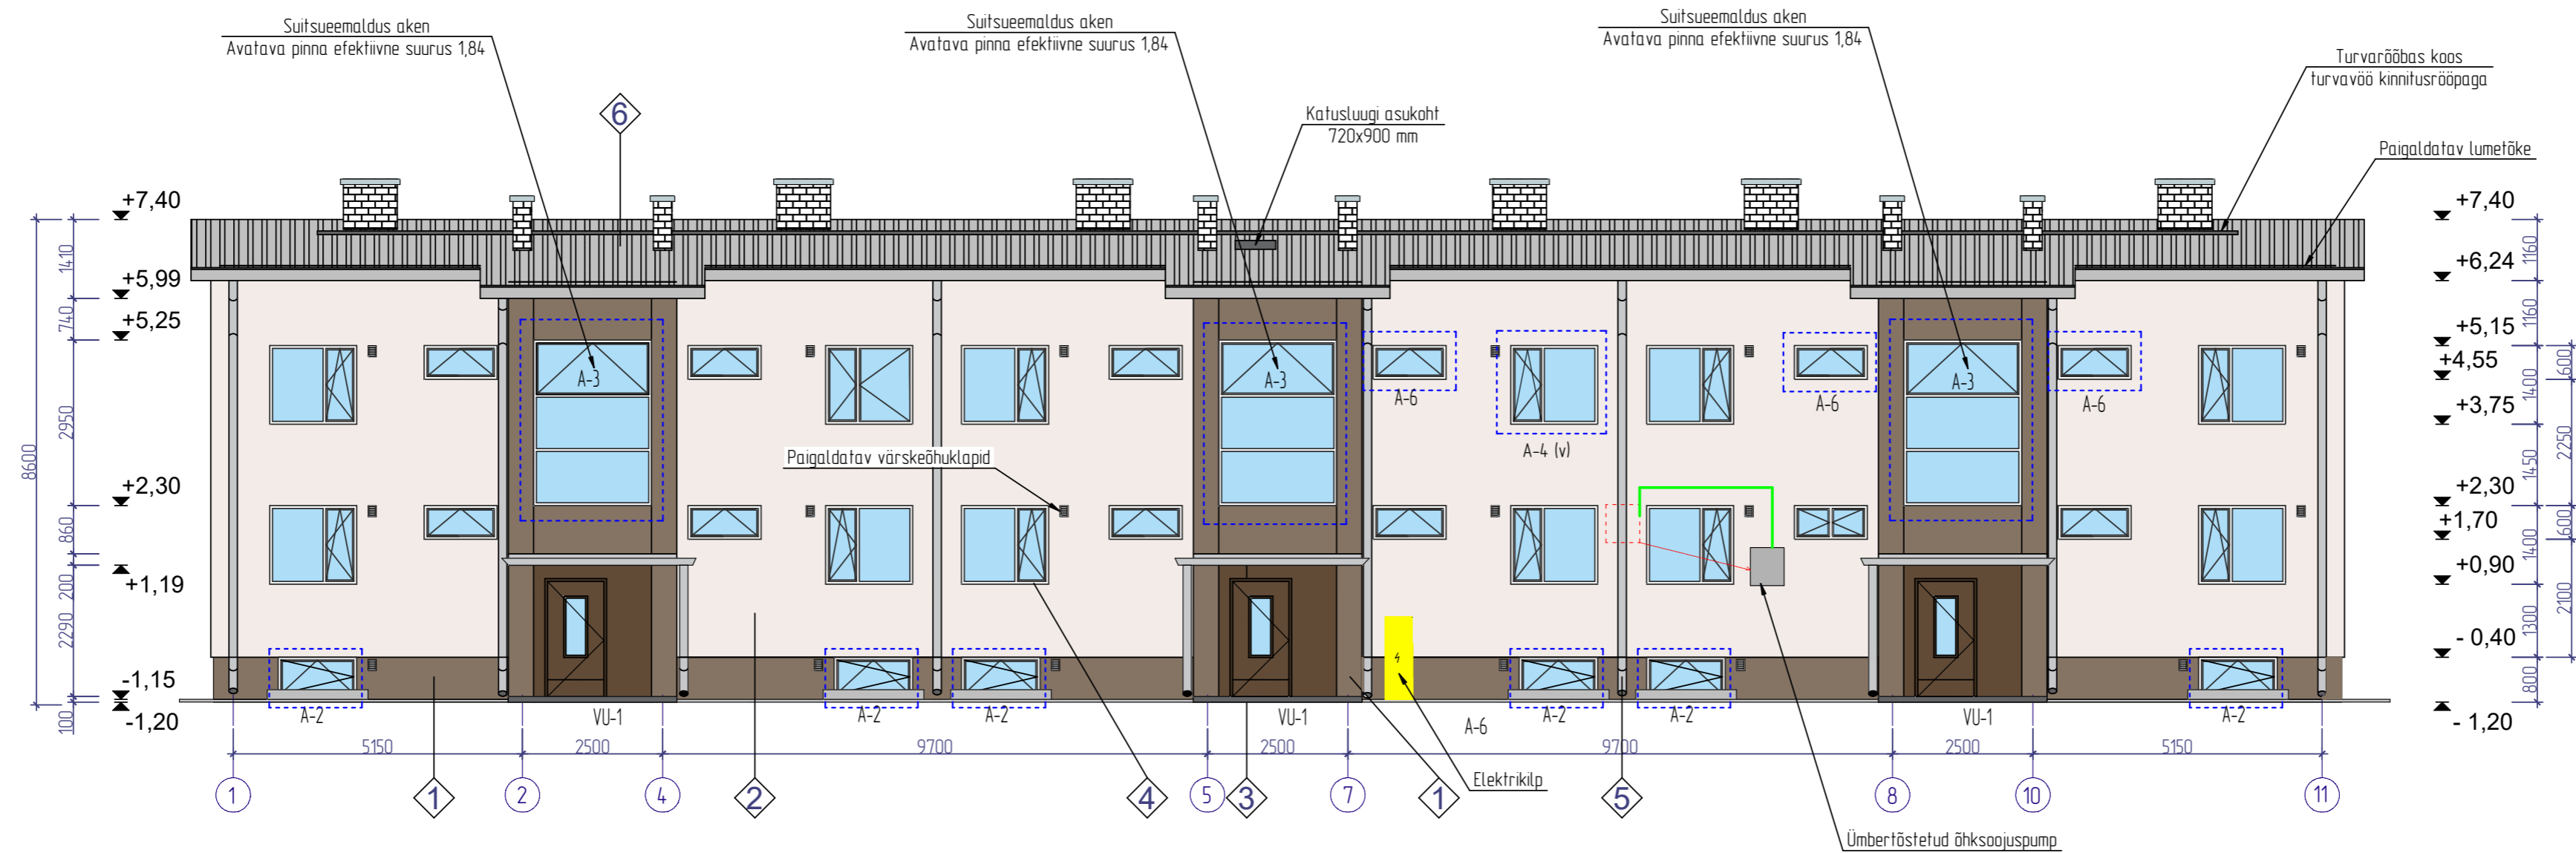 Suitsueemaldus aken
Avatava pinna efektiivne suurus 1,84
Suitsueemaldus aken
Avatava pinna efektiivne suurus 1,84
Suitsueemaldus aken
Avatava pinna efektiivne suurus 1,84
Turvarõõbas koos
turvavöö kinnitusrööpaga
Katusluugi asukoht
720x900 mm
Paigaldatav lumetõke
6
+7,40
+5,99
+5,25
+2,30
+1,19
-1,15
-1,20
8600
1410
740
2950
860
200
2290
100
A-3
A-3
A-3
A-6
A-4 (v)
A-6
A-6
Paigaldatav värskeõhuklapid
+7,40
+6,24
+5,15
+4,55
+3,75
+2,30
+1,70
+0,90
- 0,40
- 1,20
1160
1160
1400
1450
1400
1300
800
600
2250
600
2100
A-2
VU-1
A-2
A-2
VU-1
A-6
A-2
A-2
VU-1
A-2
5150
2500
9700
2500
9700
2500
5150
Elektrikilp
1
1
2
4
2
4
5
3
7
1
5
8
10
11
Ümbertõstetud õhksoojuspump